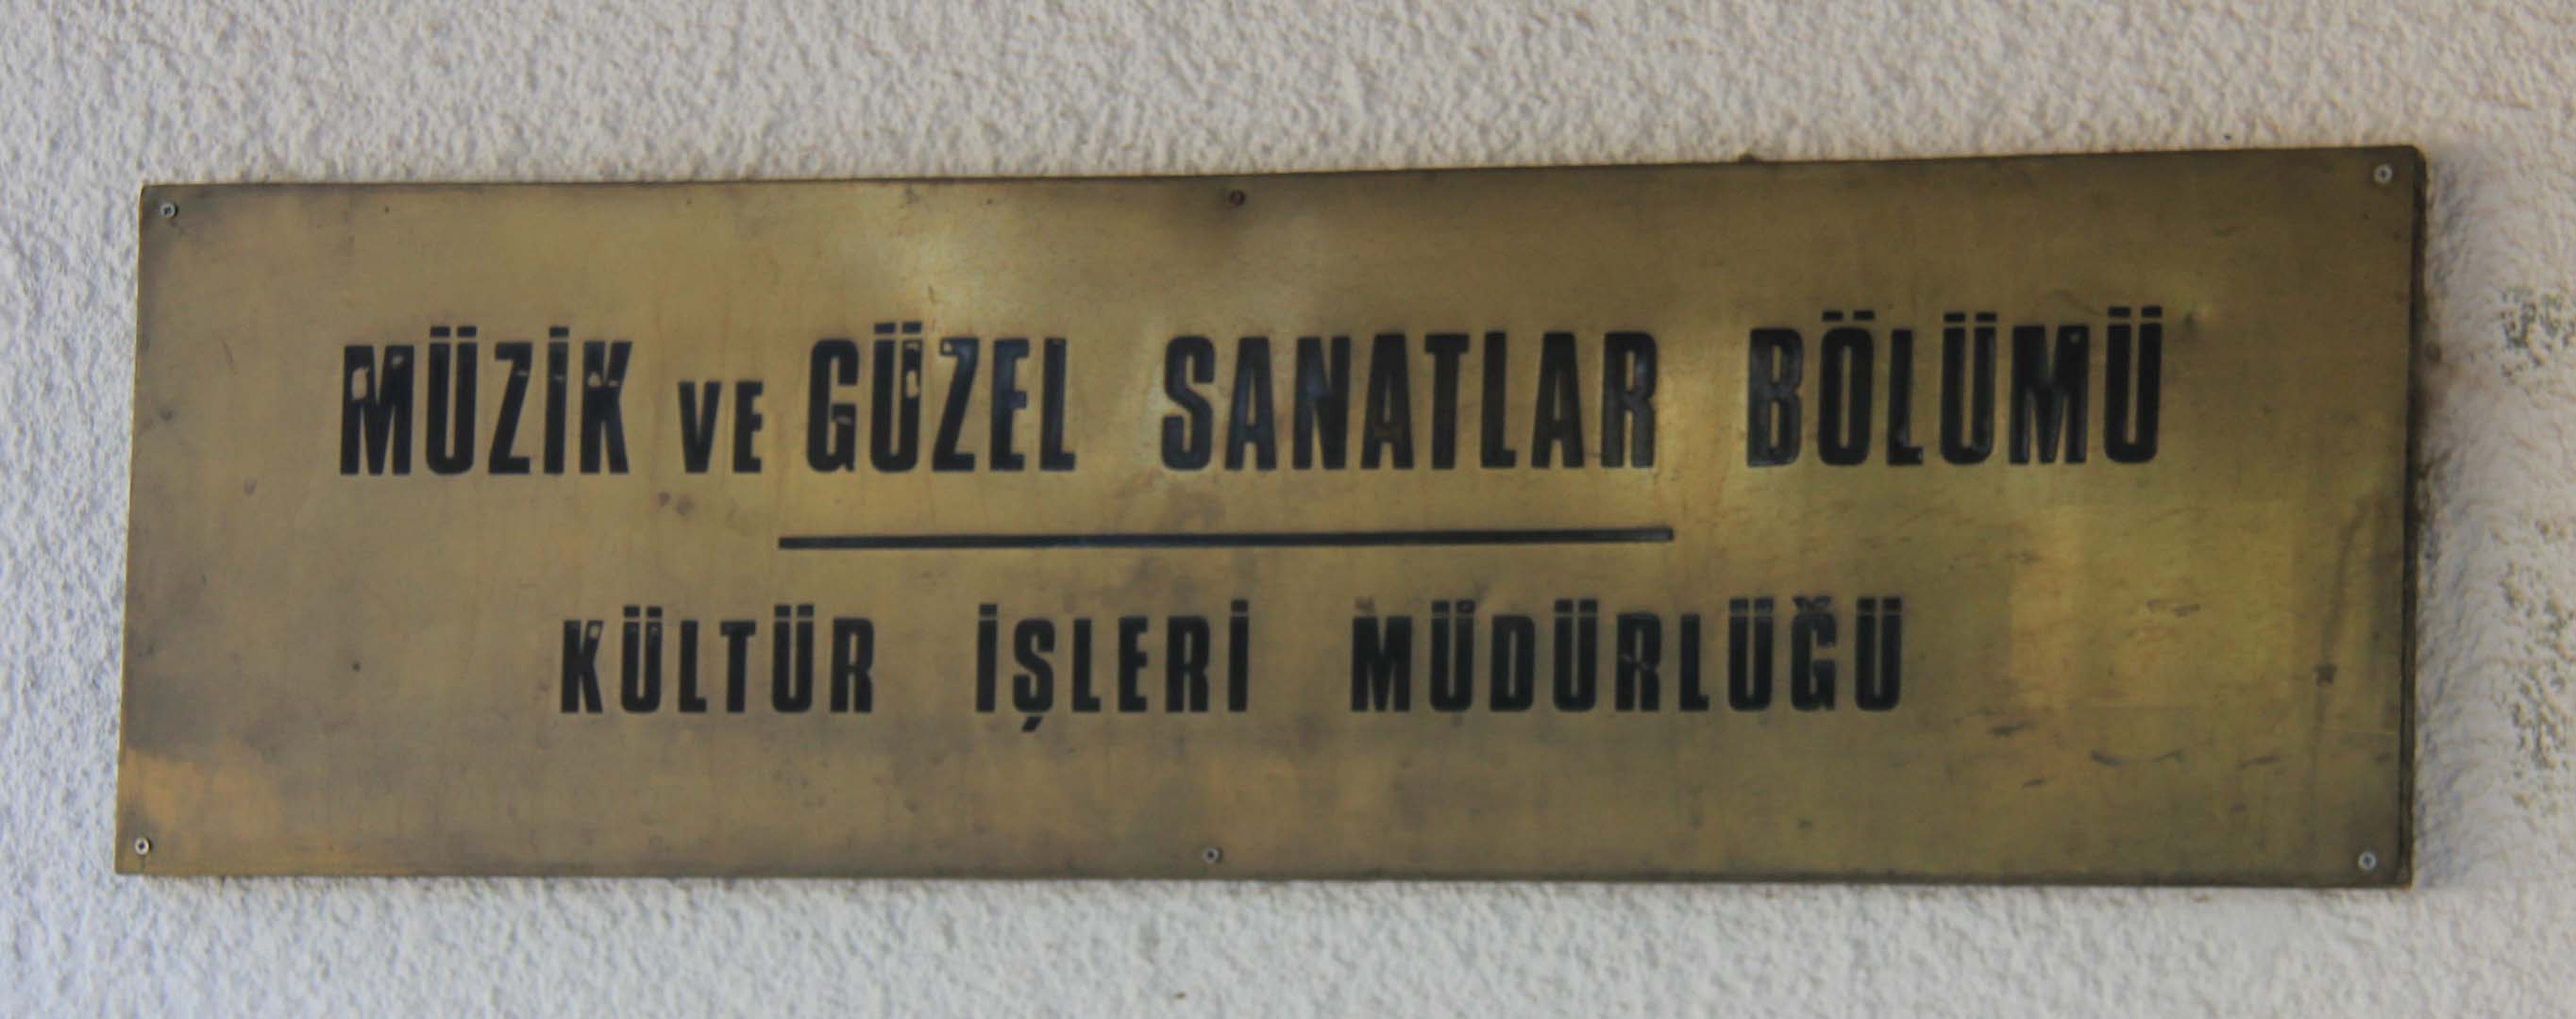 MÜZİK VE GÜZEL SANATLAR BÖLÜMÜ
KÜLTÜR İŞLERİ MÜDÜRLÜĞÜ